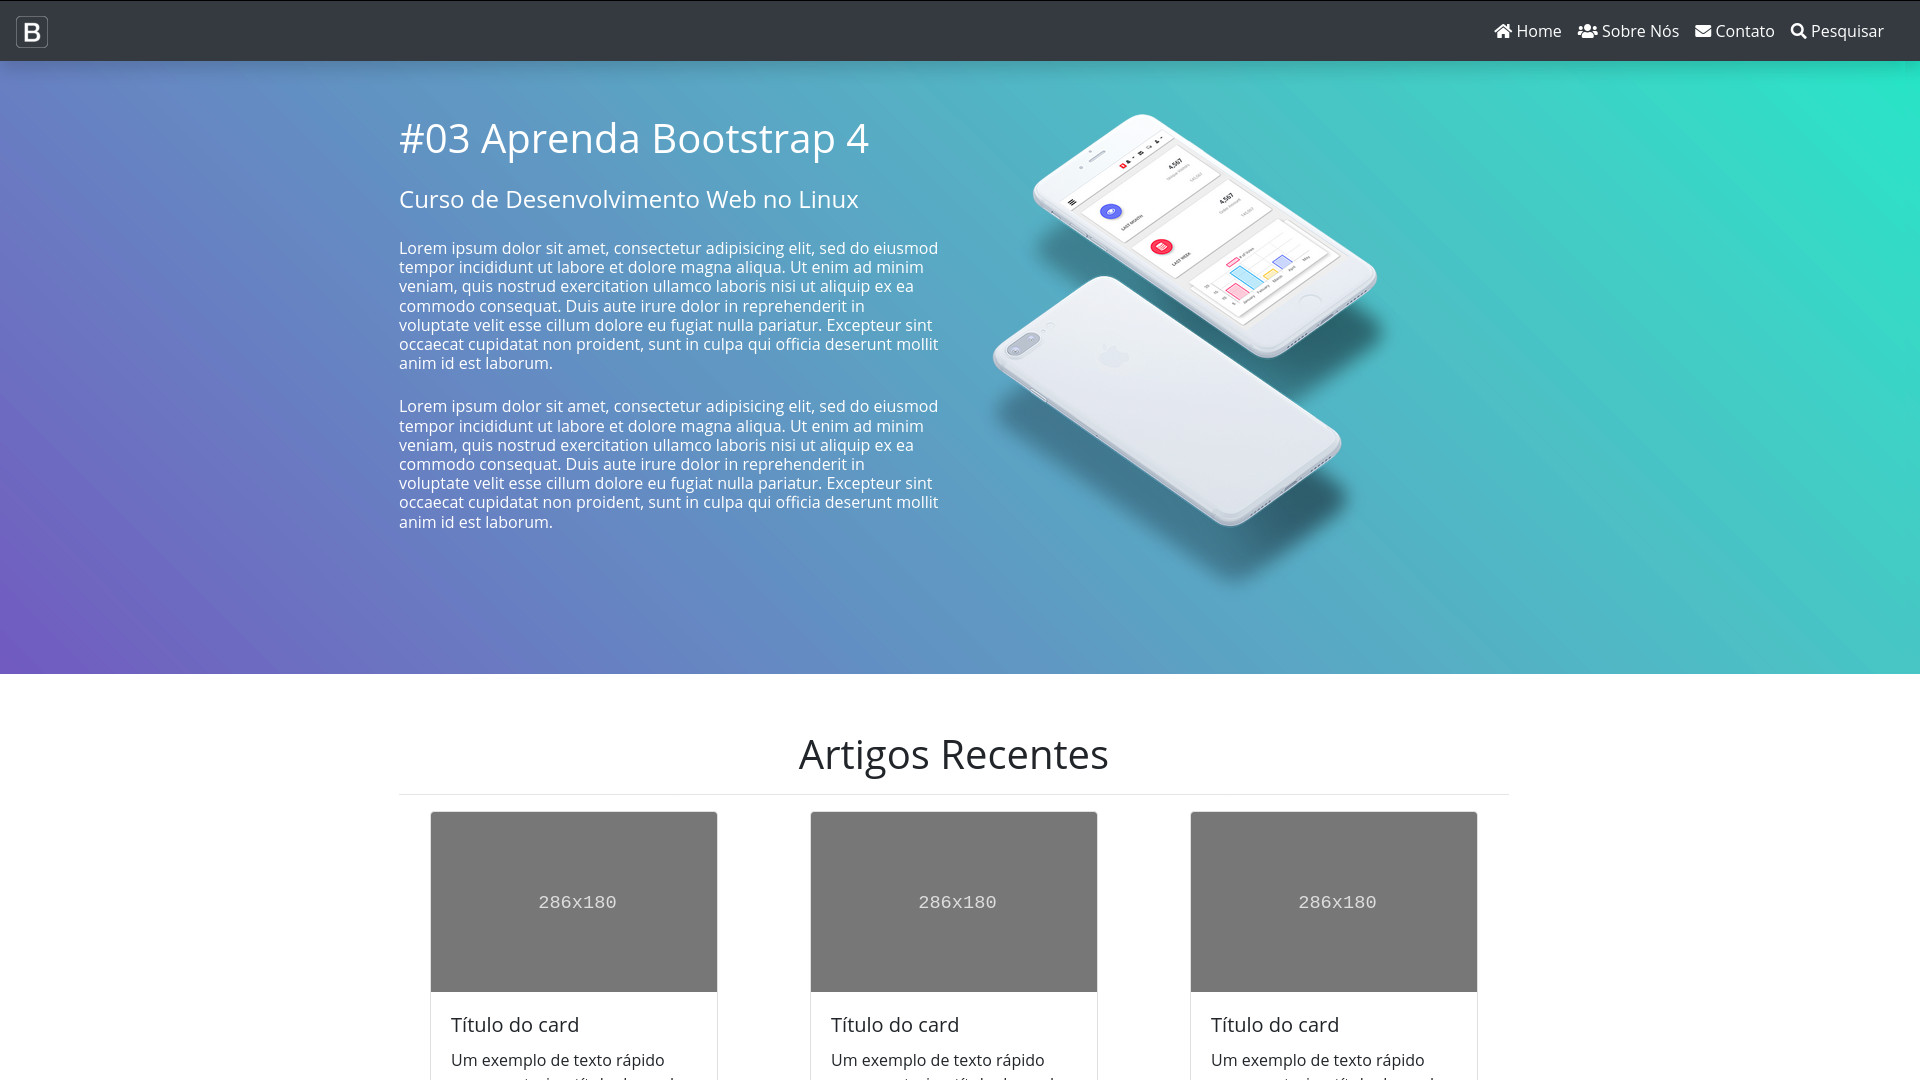 B
Home Sobre Nós Contato Pesquisar
#03 Aprenda Bootstrap 4
Curso de Desenvolvimento Web no Linux
Lorem ipsum dolor sit amet, consectetur adipisicing elit, sed do eiusmod
tempor incididunt ut labore et dolore magna aliqua. Ut enim ad minim
veniam, quis nostrud exercitation ullamco laboris nisi ut aliquip ex ea
commodo consequat. Duis aute irure dolor in reprehenderit in
voluptate velit esse cillum dolore eu fugiat nulla pariatur. Excepteur sint
occaecat cupidatat non proident, sunt in culpa qui officia deserunt mollit
anim id est laborum.
Lorem ipsum dolor sit amet, consectetur adipisicing elit, sed do eiusmod
tempor incididunt ut labore et dolore magna aliqua. Ut enim ad minim
veniam, quis nostrud exercitation ullamco laboris nisi ut aliquip ex ea
commodo consequat. Duis aute irure dolor in reprehenderit in
voluptate velit esse cillum dolore eu fugiat nulla pariatur. Excepteur sint
occaecat cupidatat non proident, sunt in culpa qui officia deserunt mollit
anim id est laborum.
4,567
LAST MONTH
4,567
LAST WEEK
Artigos Recentes
286x180
Título do card
Um exemplo de texto rápido
286x180
Título do card
Um exemplo de texto rápido
286x180
Título do card
Um exemplo de texto rápido